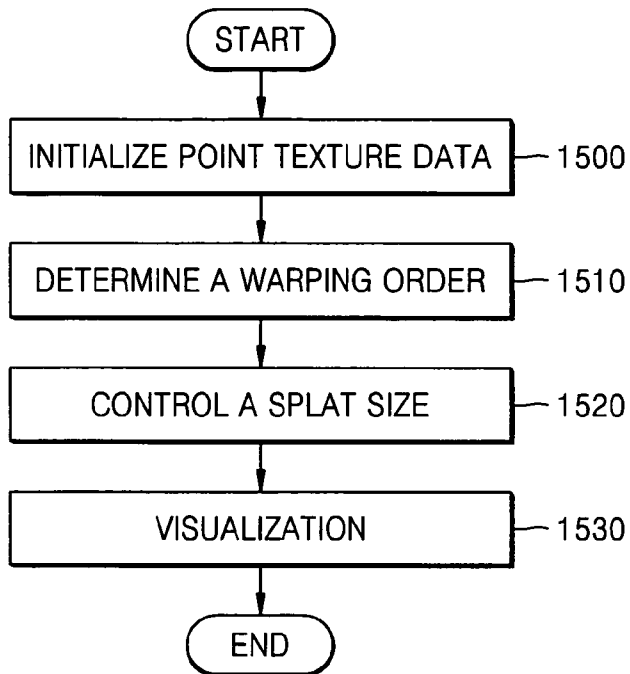 START
INITIALIZE POINT TEXTURE DATA 1500
DETERMINE A WARPING ORDER 1510
CONTROL A SPLAT SIZE 1520
VISUALIZATION 1530
END